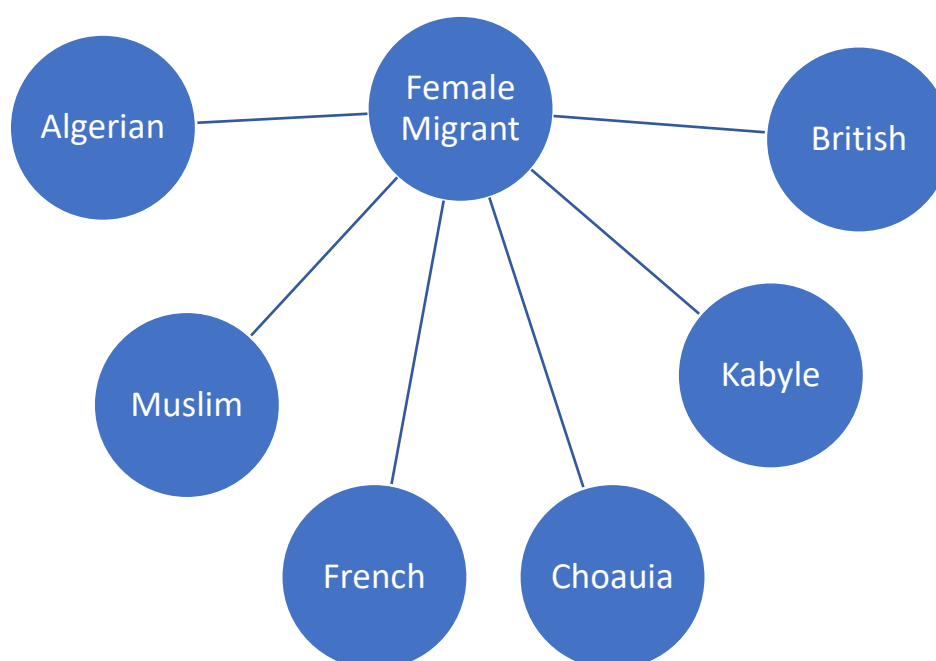 Female
Migrant
Algerian
British
Muslim
Kabyle
French
Choauia